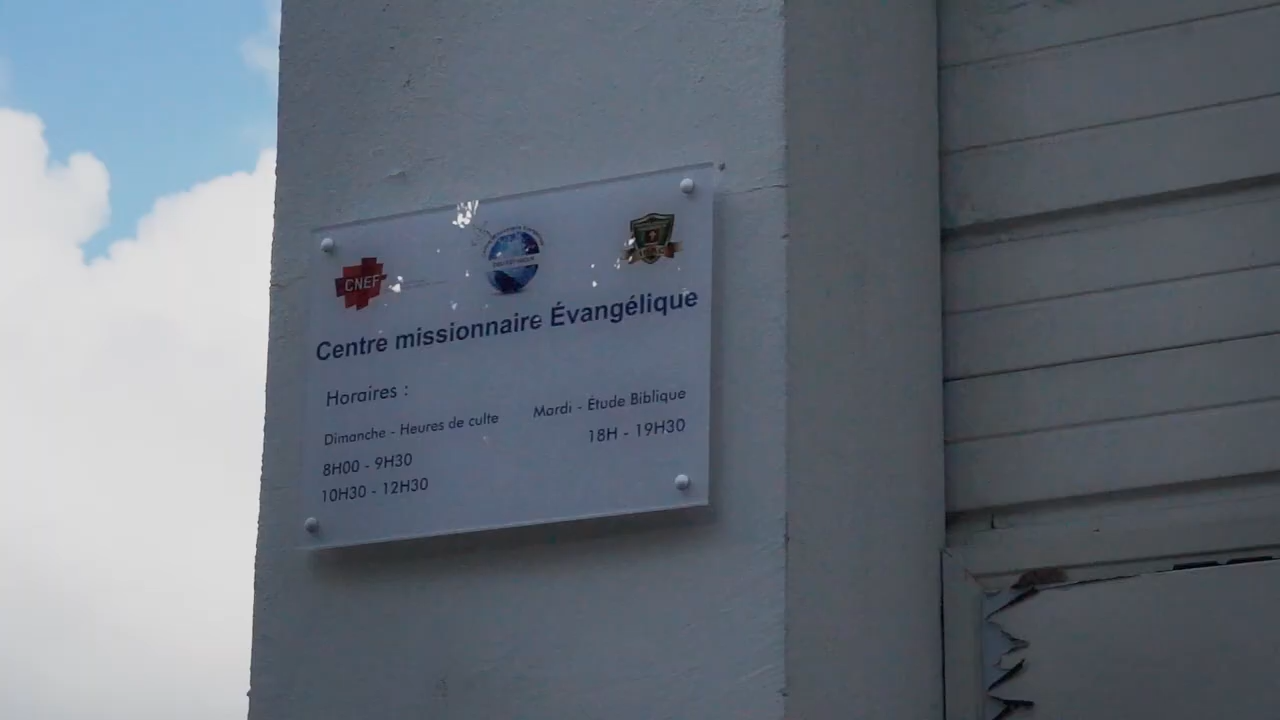 CNEF
Centre missionnaire Évangélique
Horaires :
Dimanche - Heures de culte
8H00 - 9H30
10H30 - 12H30
Mardi - Étude Biblique
18H - 19H30